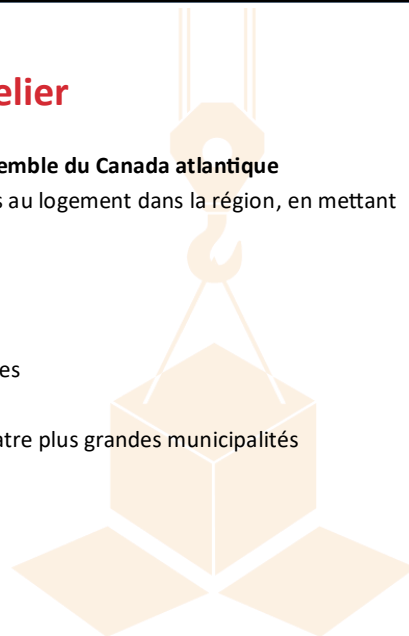 elier
emble du Canada atlantique
s au logement dans la région, en mettant
es
atre plus grandes municipalités